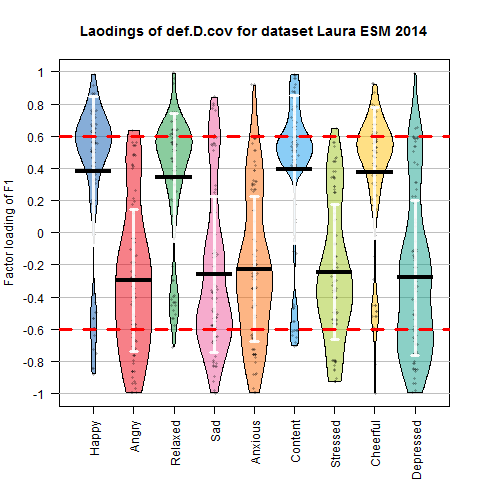 Laodings of def.D.cov for dataset Laura ESM 2014
Factor loading of F1
1
0.8
0.6
0.4
0.2
0
-0.2
-0.4
-0.6
-0.8
-1
Happy
Angry
Relaxed
Sad
Anxious
Content
Stressed
Cheerful
Depressed